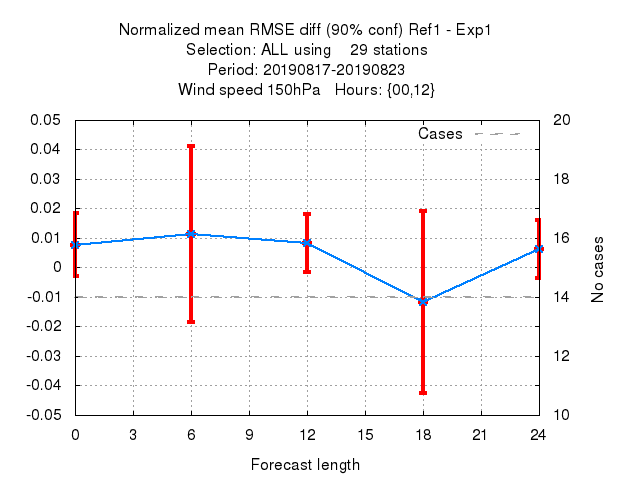 Normalized mean RMSE diff (90% conf) Ref1 - Exp1
Selection: ALL using    29 stations
Period: 20190817-20190823
Wind speed 150hPa   Hours: {00,12}
Cases
0.05
0.04
0.03
0.02
0.01
0
-0.01
-0.02
-0.03
-0.04
-0.05
20
18
16
14
12
10
No cases
0 3 6 9 12 15 18 21 24
Forecast length